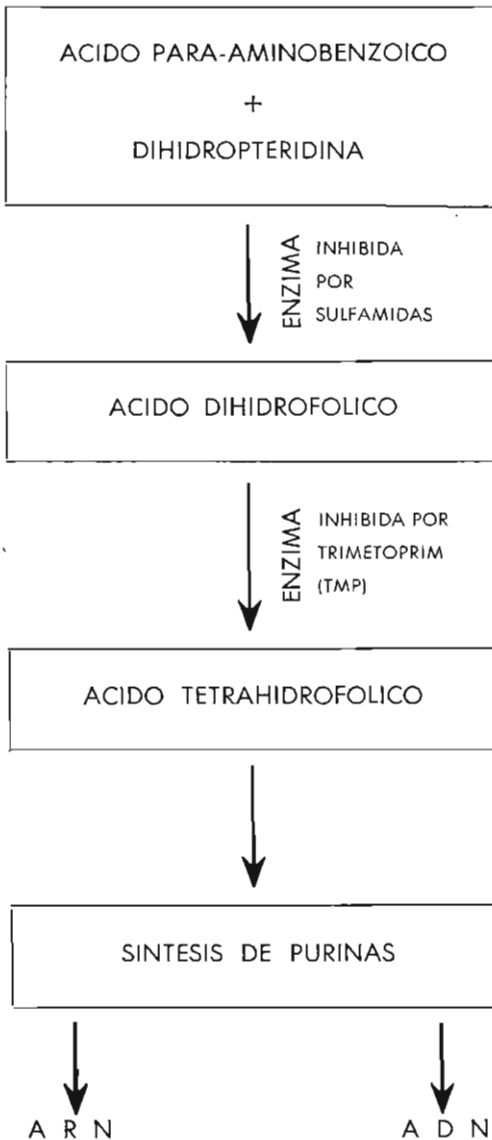 ACIDO PARA-AMINOBENZOICO
+
DIHIDROPTERIDINA
ENZIMA
INHIBIDA
POR
SULFAMIDAS
ACIDO DIHIDROFOLICO
ENZIMA
INHIBIDA POR
TRIMETOPRIM
(TMP)
ACIDO TETRAHIDROFOLICO
SINTESIS DE PURINAS
A R N
A D N